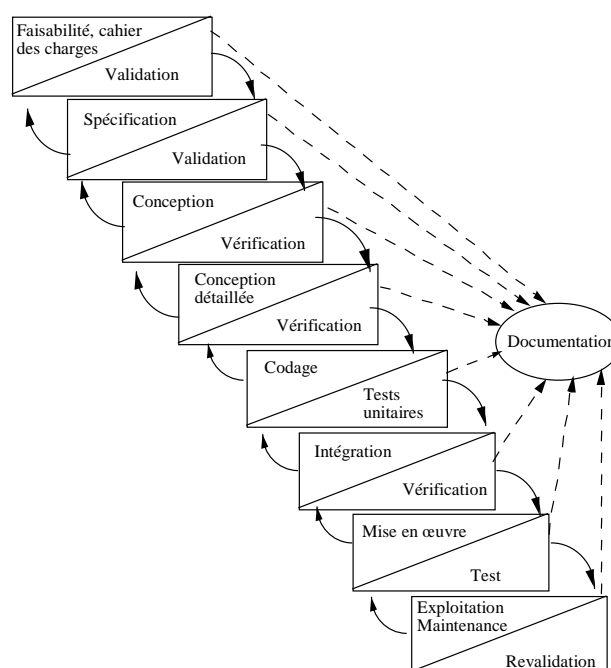 Faisabilité, cahier
des charges
Validation
Spécification
Validation
Conception
Vérification
Conception
détaillée
Vérification
Documentation
Codage
Tests
unitaires
Intégration
Vérification
Mise en œuvre
Test
Exploitation
Maintenance
Revalidation